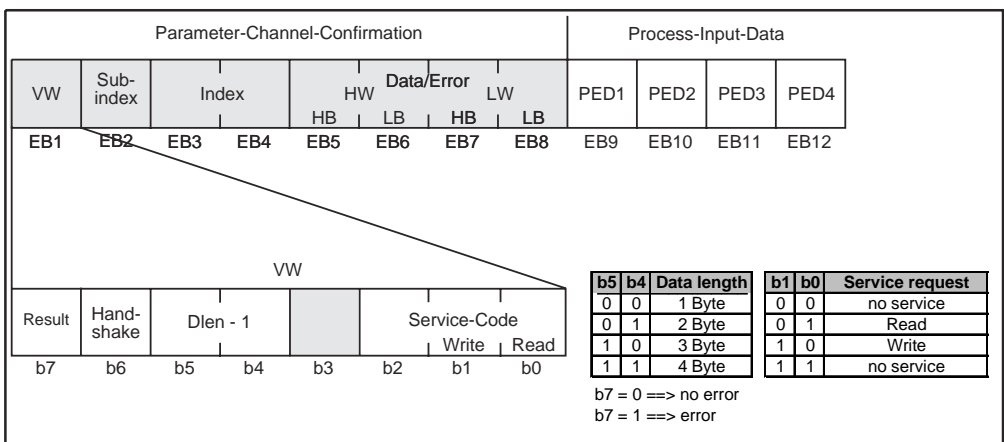 Parameter-Channel-Confirmation Process-Input-Data
VW Sub-index Index Data/Error HW LW PED1 PED2 PED3 PED4
HB LB HB LB
EB1 EB2 EB3 EB4 EB5 EB6 EB7 EB8 EB9 EB10 EB11 EB12
VW
Result Hand-shake Dlen - 1 Service-Code
Write Read
b7 b6 b5 b4 b3 b2 b1 b0
b5 b4 Data length
0 0 1 Byte
0 1 2 Byte
1 0 3 Byte
1 1 4 Byte
b1 b0 Service request
0 0 no service
0 1 Read
1 0 Write
1 1 no service
b7 = 0 ==> no error
b7 = 1 ==> error